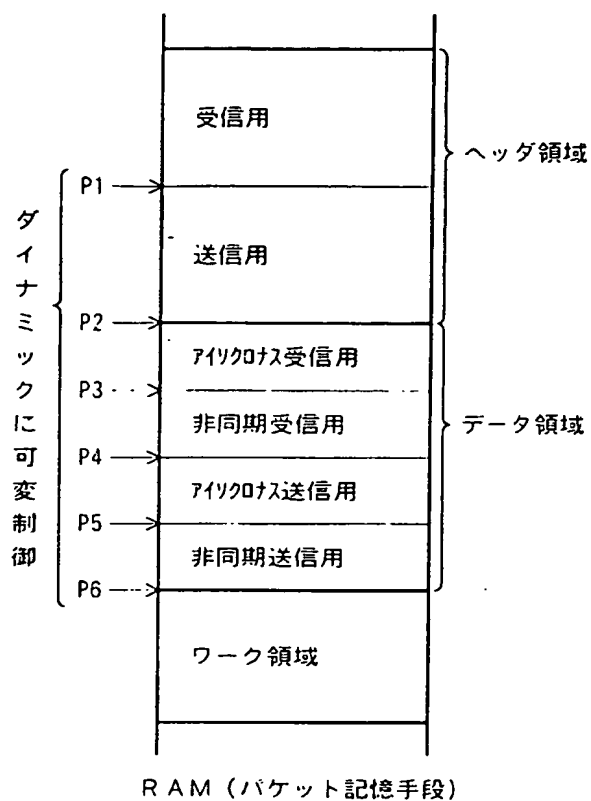 受信用
ヘッダ領域
P1
送信用
P2
アイソクロナス受信用
P3
非同期受信用
データ領域
P4
アイソクロナス送信用
P5
非同期送信用
P6
ダイナミックに可変制御
ワーク領域
RAM(パケット記憶手段)